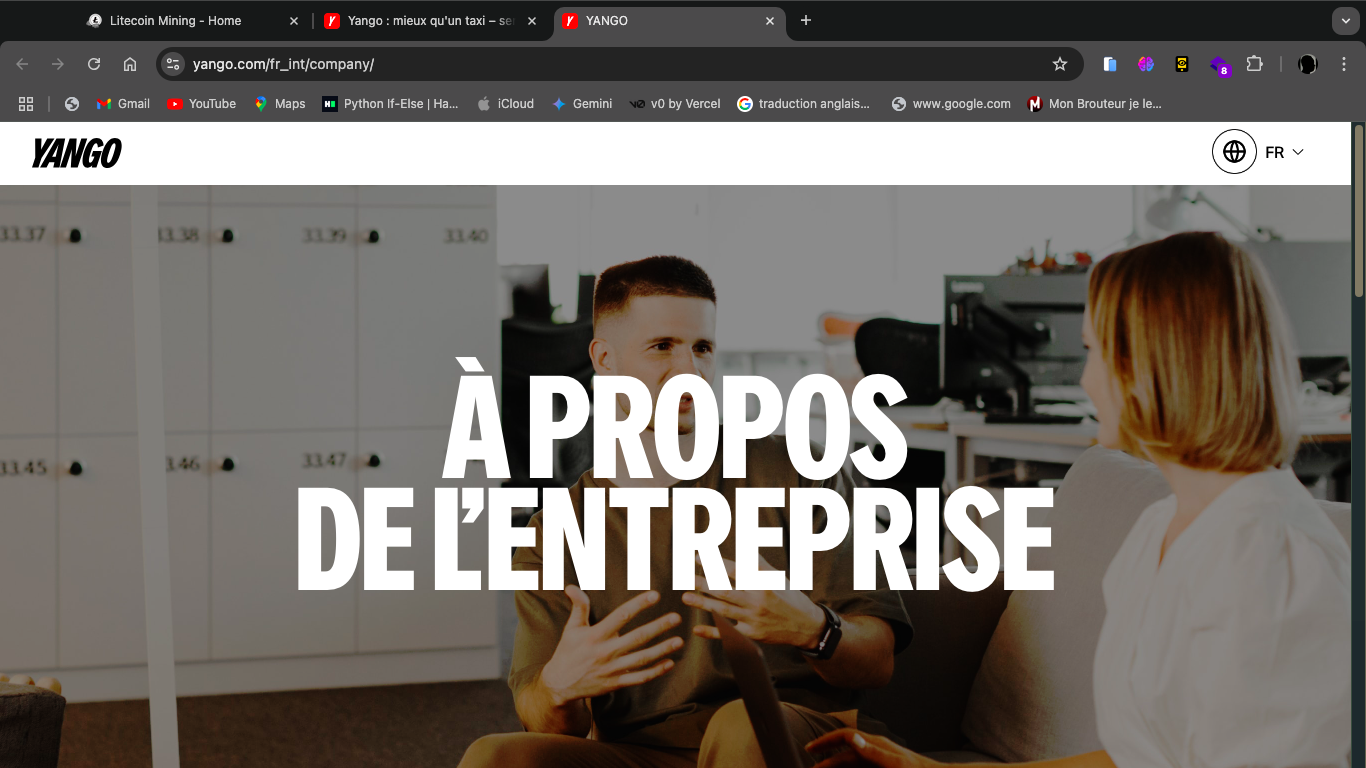 Litecoin Mining - Home
Yango : mieux qu'un taxi – se
YANGO
yango.com/fr_int/company/
8
Gmail
YouTube
Maps
Python If-Else | Ha...
iCloud
Gemini
v0 by Vercel
traduction anglais...
www.google.com
Mon Brouteur je le...
YANGO
FR
33.37
33.38
33.39
33.40
À PROPOS
33.45
3.46
33.47
DE L'ENTREPRISE